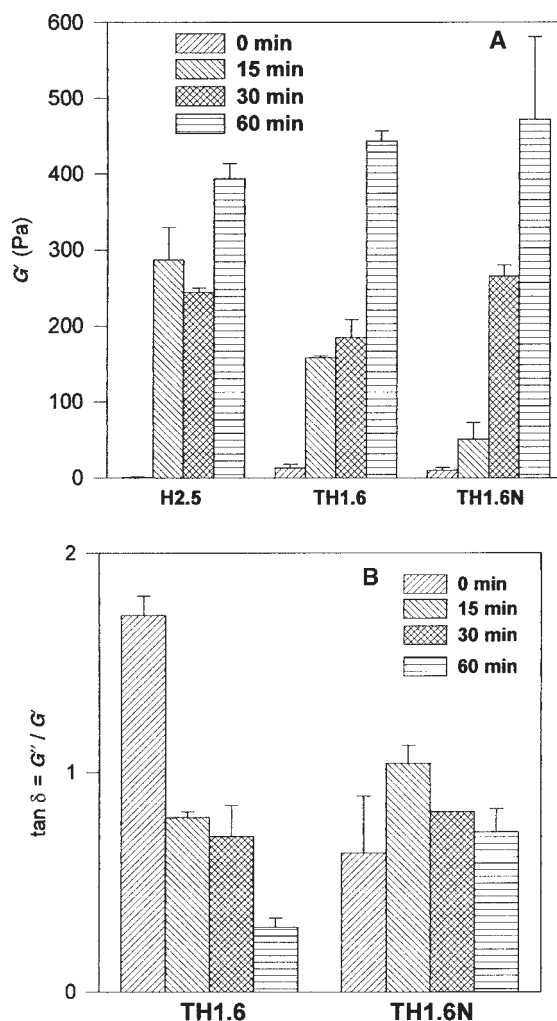 A
0 min
15 min
30 min
60 min
600
500
400
300
200
100
0
G′ (Pa)
H2.5 TH1.6 TH1.6N
B
0 min
15 min
30 min
60 min
2
1
0
tan δ = G″ / G′
TH1.6 TH1.6N